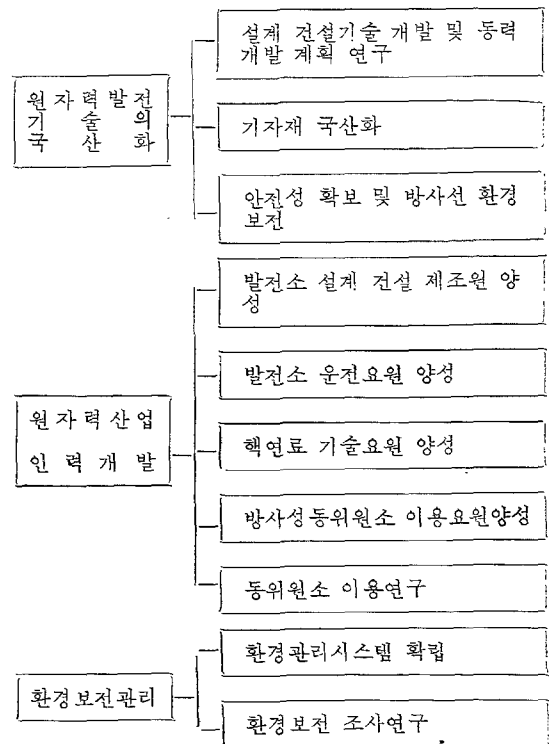 원자력발전
기 술 의
국 산 화
설계 건설기술 개발 및 동력
개발 계획 연구
기자재 국산화
안전성 확보 및 방사선 환경
보전
원자력산업
인 력 개 발
발전소 설계 건설 제조원 양
성
발전소 운전요원 양성
핵연료 기술요원 양성
방사성동위원소 이용요원양성
동위원소 이용연구
환경보전관리
환경관리시스템 확립
환경보전 조사연구